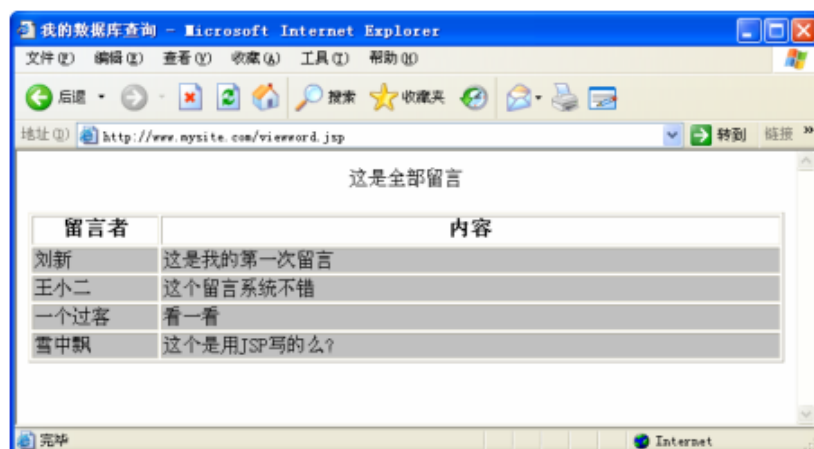 我的数据库查询 - Microsoft Internet Explorer
文件(F) 编辑(E) 查看(V) 收藏(A) 工具(T) 帮助(H)
后退 搜索 收藏夹
地址(D) http://www.mysite.com/viewword.jsp 转到 链接 »
这是全部留言
留言者 内容
刘新 这是我的第一次留言
王小二 这个留言系统不错
一个过客 看一看
雪中飘 这个是用JSP写的么?
完毕 Internet